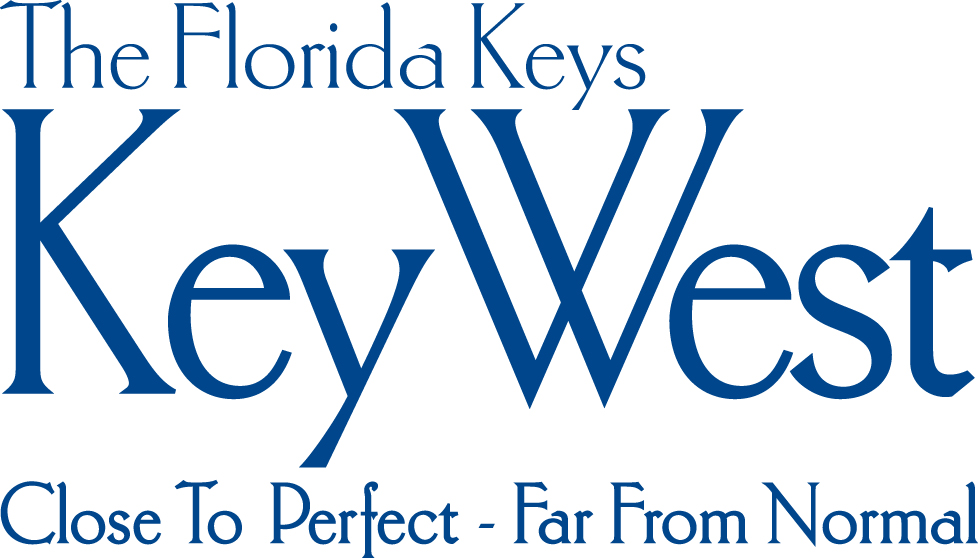 The Florida Keys
Key West
Close To Perfect - Far From Normal